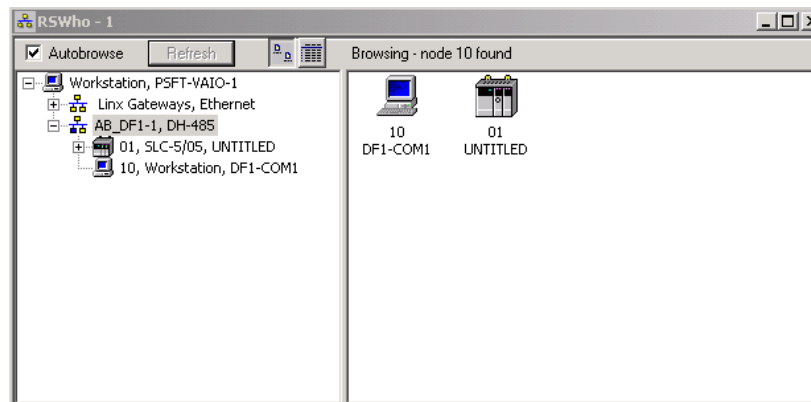 RSWho - 1
Autobrowse
Refresh
Browsing - node 10 found
Workstation, PSFT-VAIO-1
Linx Gateways, Ethernet
AB_DF1-1, DH-485
01, SLC-5/05, UNTITLED
10, Workstation, DF1-COM1
10
DF1-COM1
01
UNTITLED